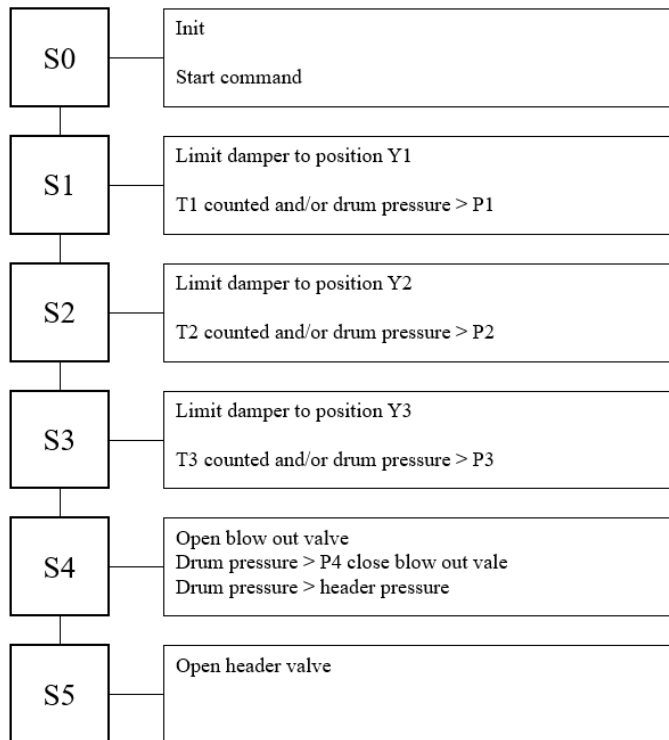 S0
Init
Start command
S1
Limit damper to position Y1
T1 counted and/or drum pressure > P1
S2
Limit damper to position Y2
T2 counted and/or drum pressure > P2
S3
Limit damper to position Y3
T3 counted and/or drum pressure > P3
S4
Open blow out valve
Drum pressure > P4 close blow out vale
Drum pressure > header pressure
S5
Open header valve